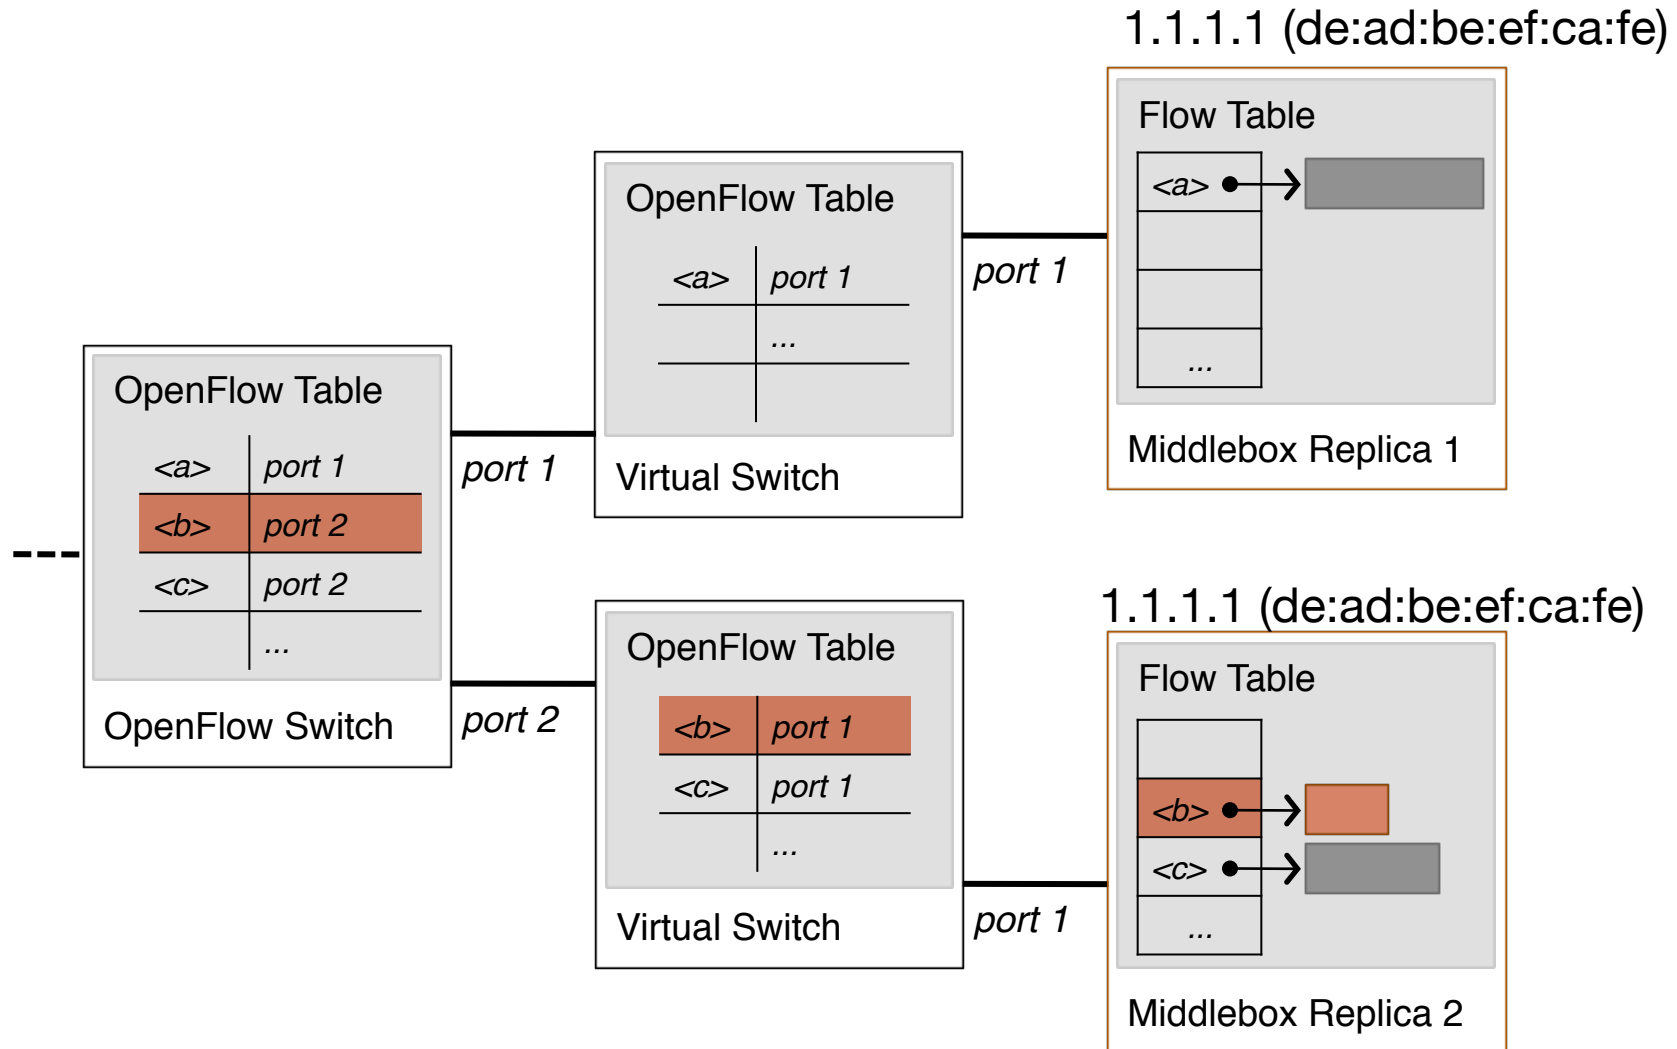 1.1.1.1 (de:ad:be:ef:ca:fe)
Flow Table
<a>
...
Middlebox Replica 1
OpenFlow Table
<a> port 1
...
Virtual Switch
port 1
OpenFlow Table
<a> port 1
<b> port 2
<c> port 2
...
OpenFlow Switch
port 1
port 2
OpenFlow Table
<b> port 1
<c> port 1
...
Virtual Switch
port 1
1.1.1.1 (de:ad:be:ef:ca:fe)
Flow Table
<b>
<c>
...
Middlebox Replica 2